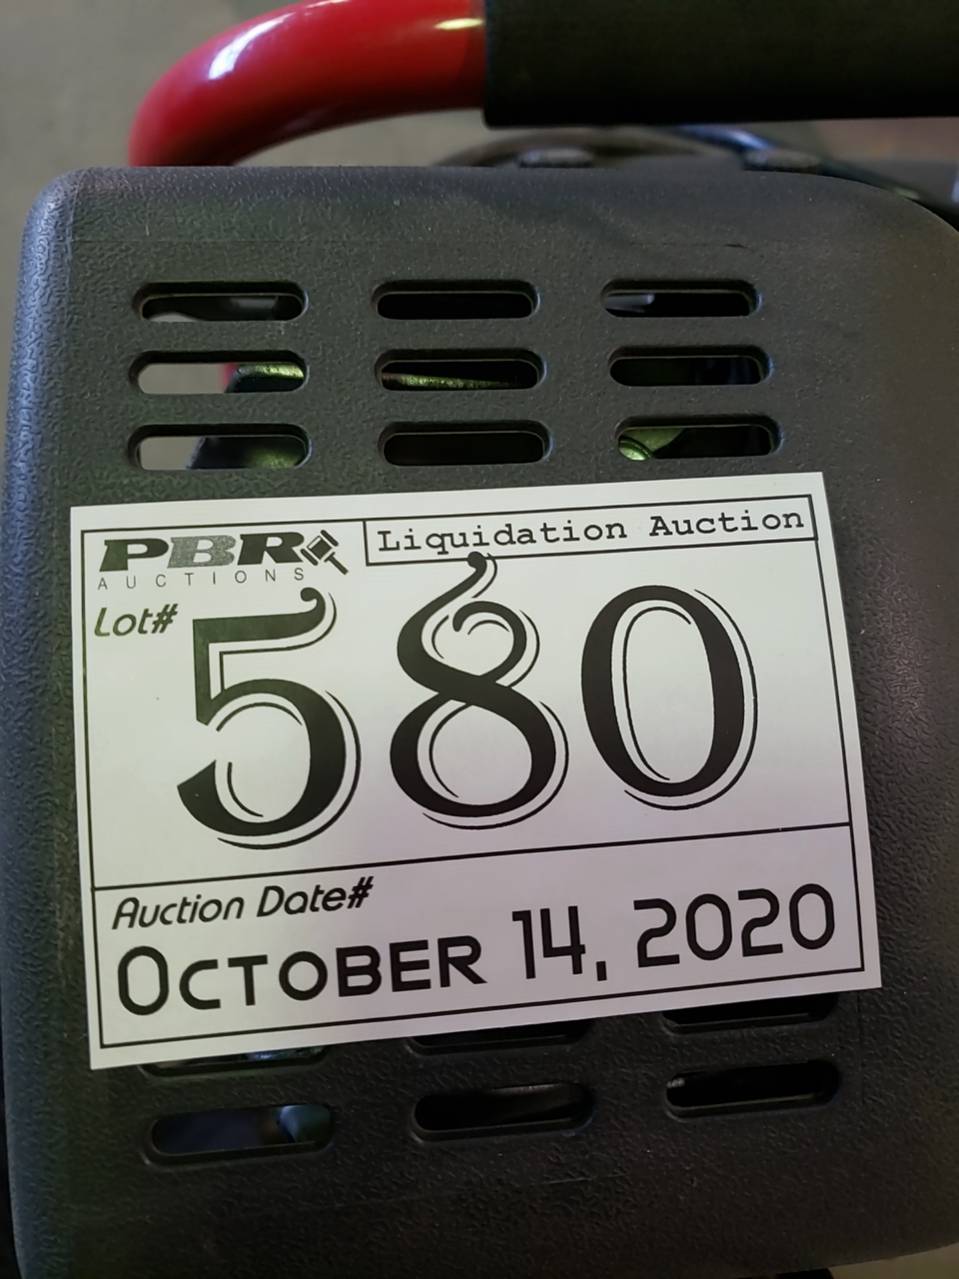 PBR
AUCTIONS
Liquidation Auction
Lot#
580
Auction Date#
OCTOBER 14, 2020